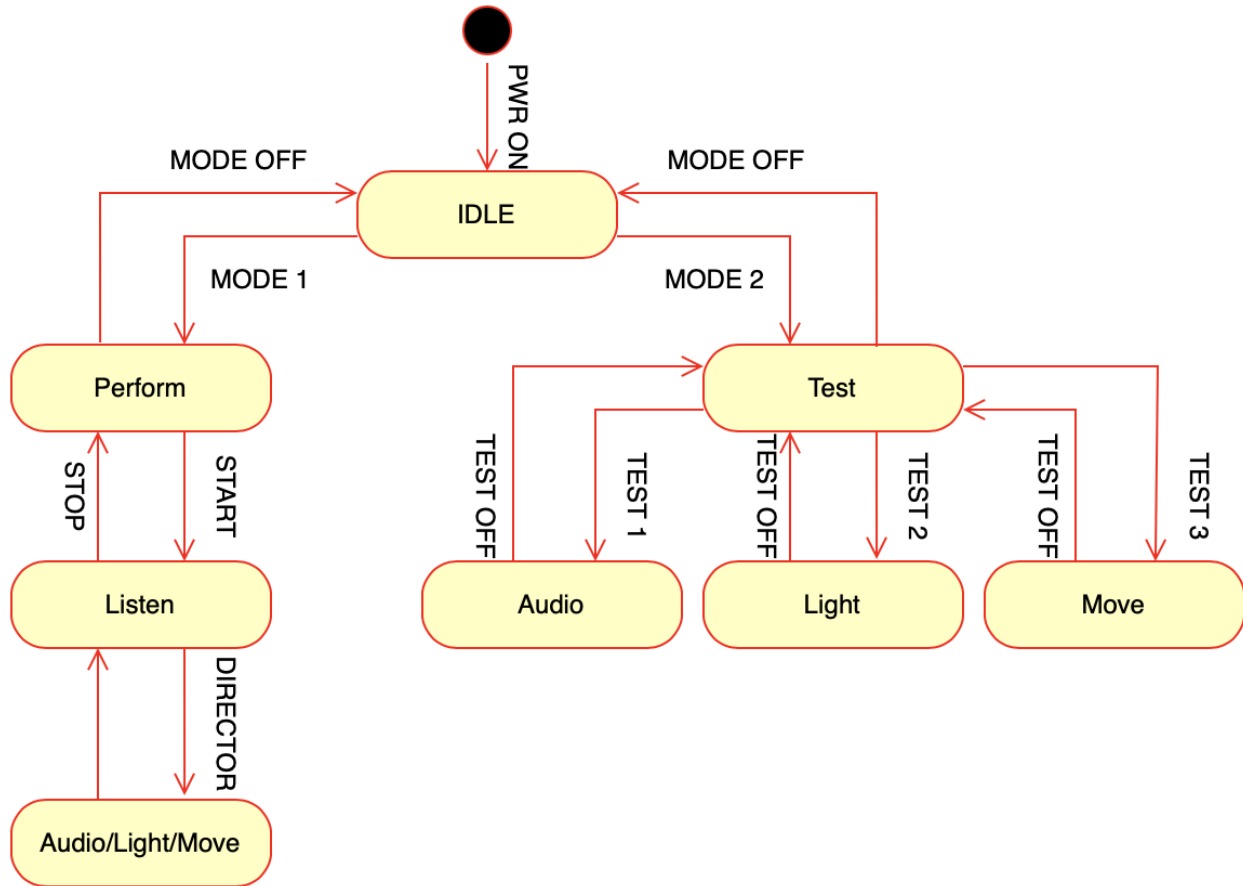 PWR ON
MODE OFF
MODE OFF
IDLE
MODE 1
MODE 2
Perform
Test
STOP
START
TEST OFF
TEST 1
TEST OFF
TEST 2
TEST OFF
TEST 3
Listen
Audio
Light
Move
DIRECTOR
Audio/Light/Move